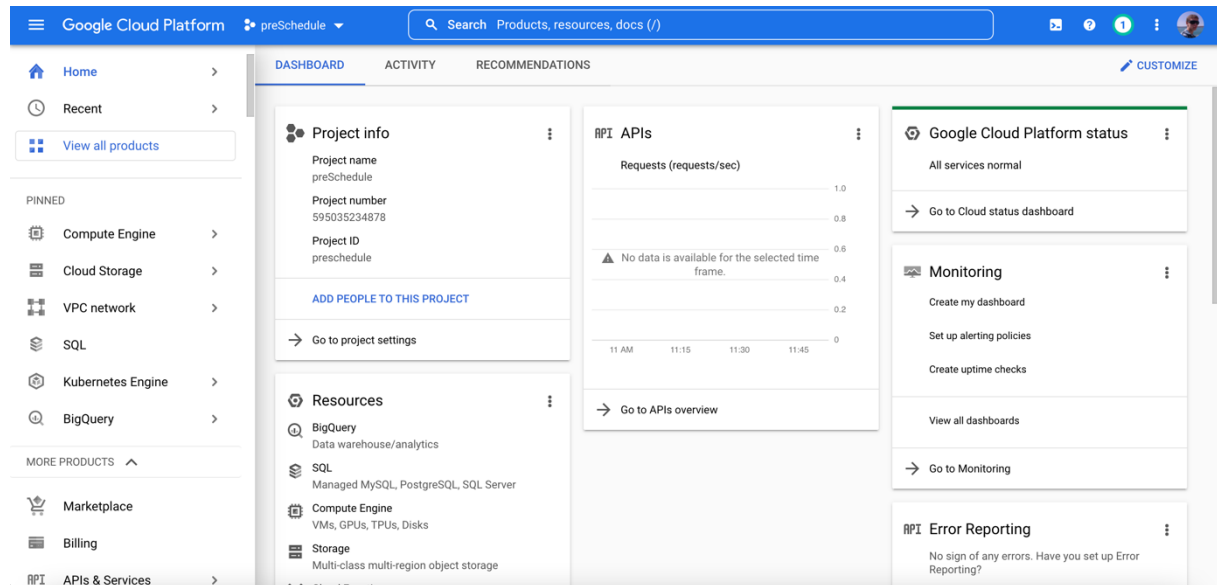 Google Cloud Platform
preSchedule
Search Products, resources, docs (/)
1
Home
Recent
View all products
PINNED
Compute Engine
Cloud Storage
VPC network
SQL
Kubernetes Engine
BigQuery
MORE PRODUCTS
Marketplace
Billing
API APIs & Services
DASHBOARD ACTIVITY RECOMMENDATIONS
CUSTOMIZE
Project info
Project name
preSchedule
Project number
595035234878
Project ID
preschedule
ADD PEOPLE TO THIS PROJECT
Go to project settings
Resources
BigQuery
Data warehouse/analytics
SQL
Managed MySQL, PostgreSQL, SQL Server
Compute Engine
VMs, GPUs, TPUs, Disks
Storage
Multi-class multi-region object storage
API APIs
Requests (requests/sec)
1.0
0.8
0.6
No data is available for the selected time
frame.
0.4
0.2
0
11 AM 11:15 11:30 11:45
Go to APIs overview
Google Cloud Platform status
All services normal
Go to Cloud status dashboard
Monitoring
Create my dashboard
Set up alerting policies
Create uptime checks
View all dashboards
Go to Monitoring
API Error Reporting
No sign of any errors. Have you set up Error
Reporting?